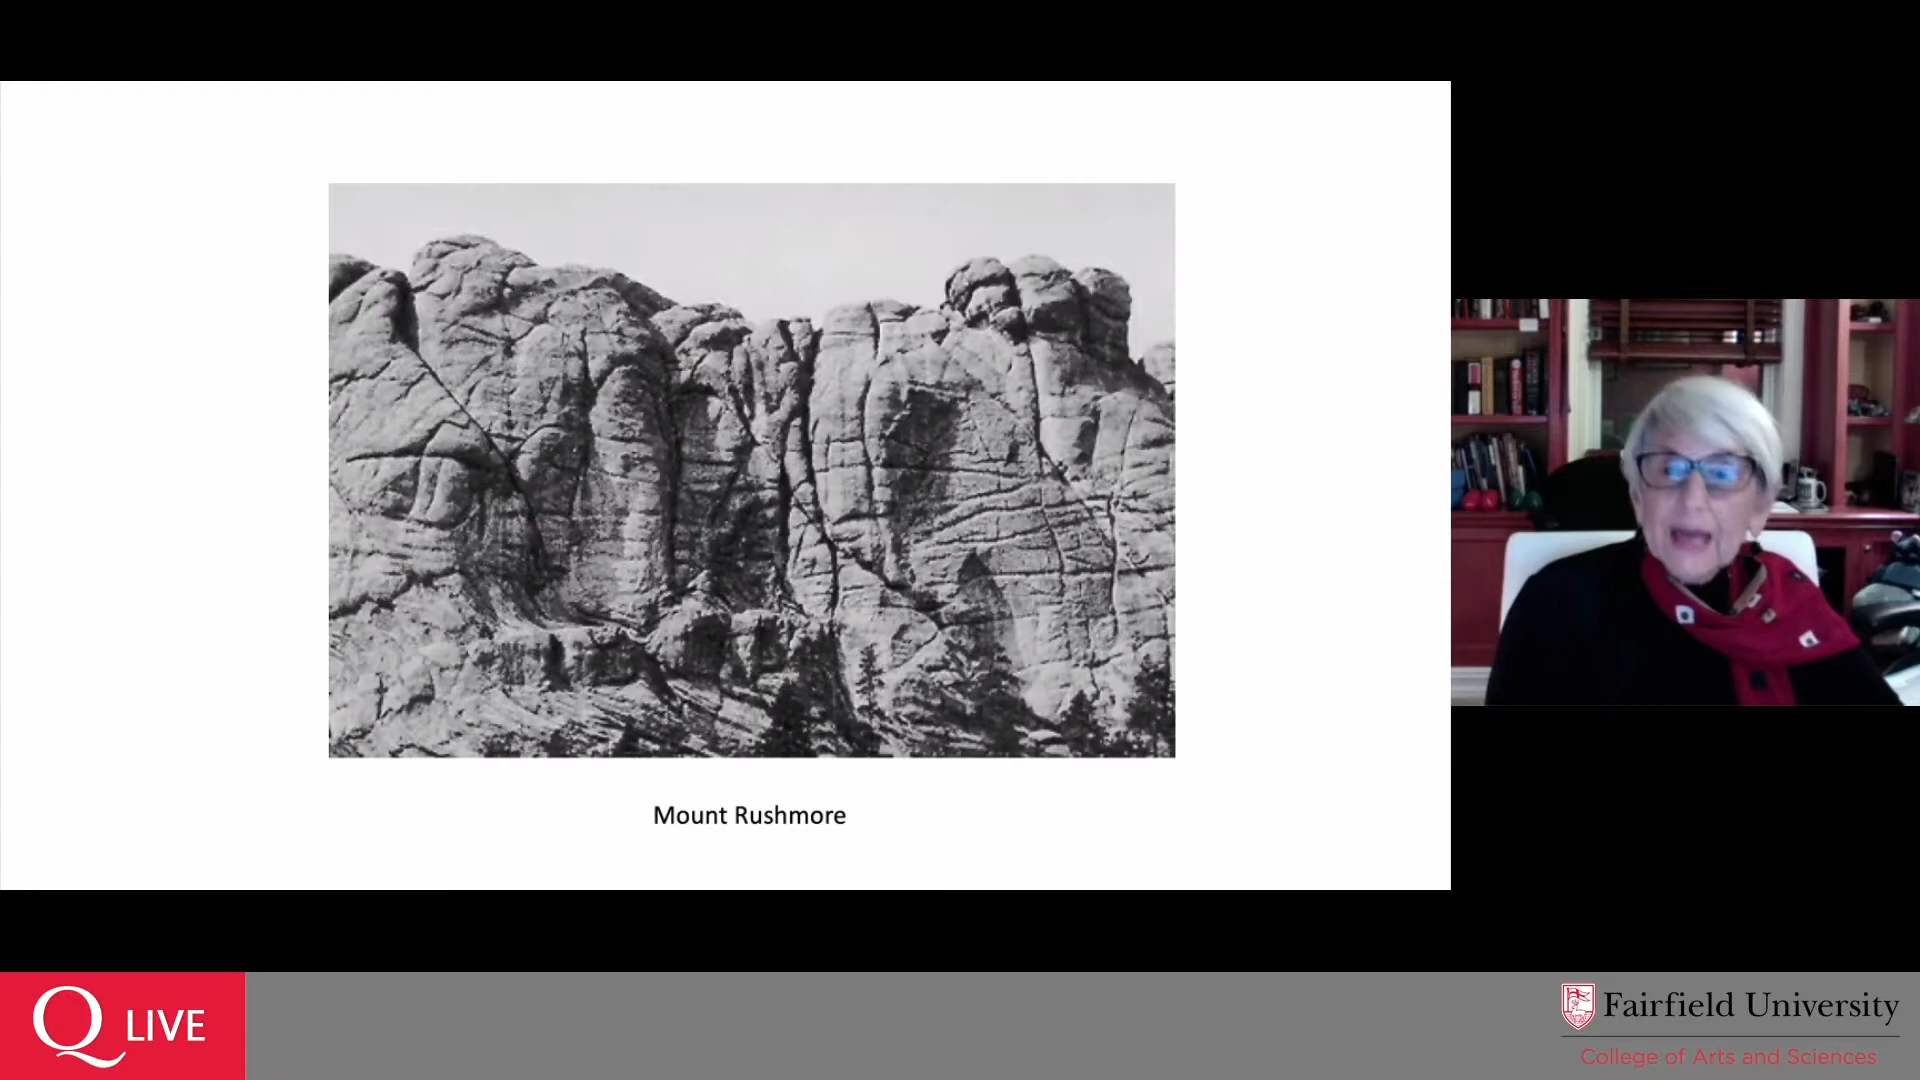 Mount Rushmore
Q LIVE
Fairfield University
College of Arts and Sciences